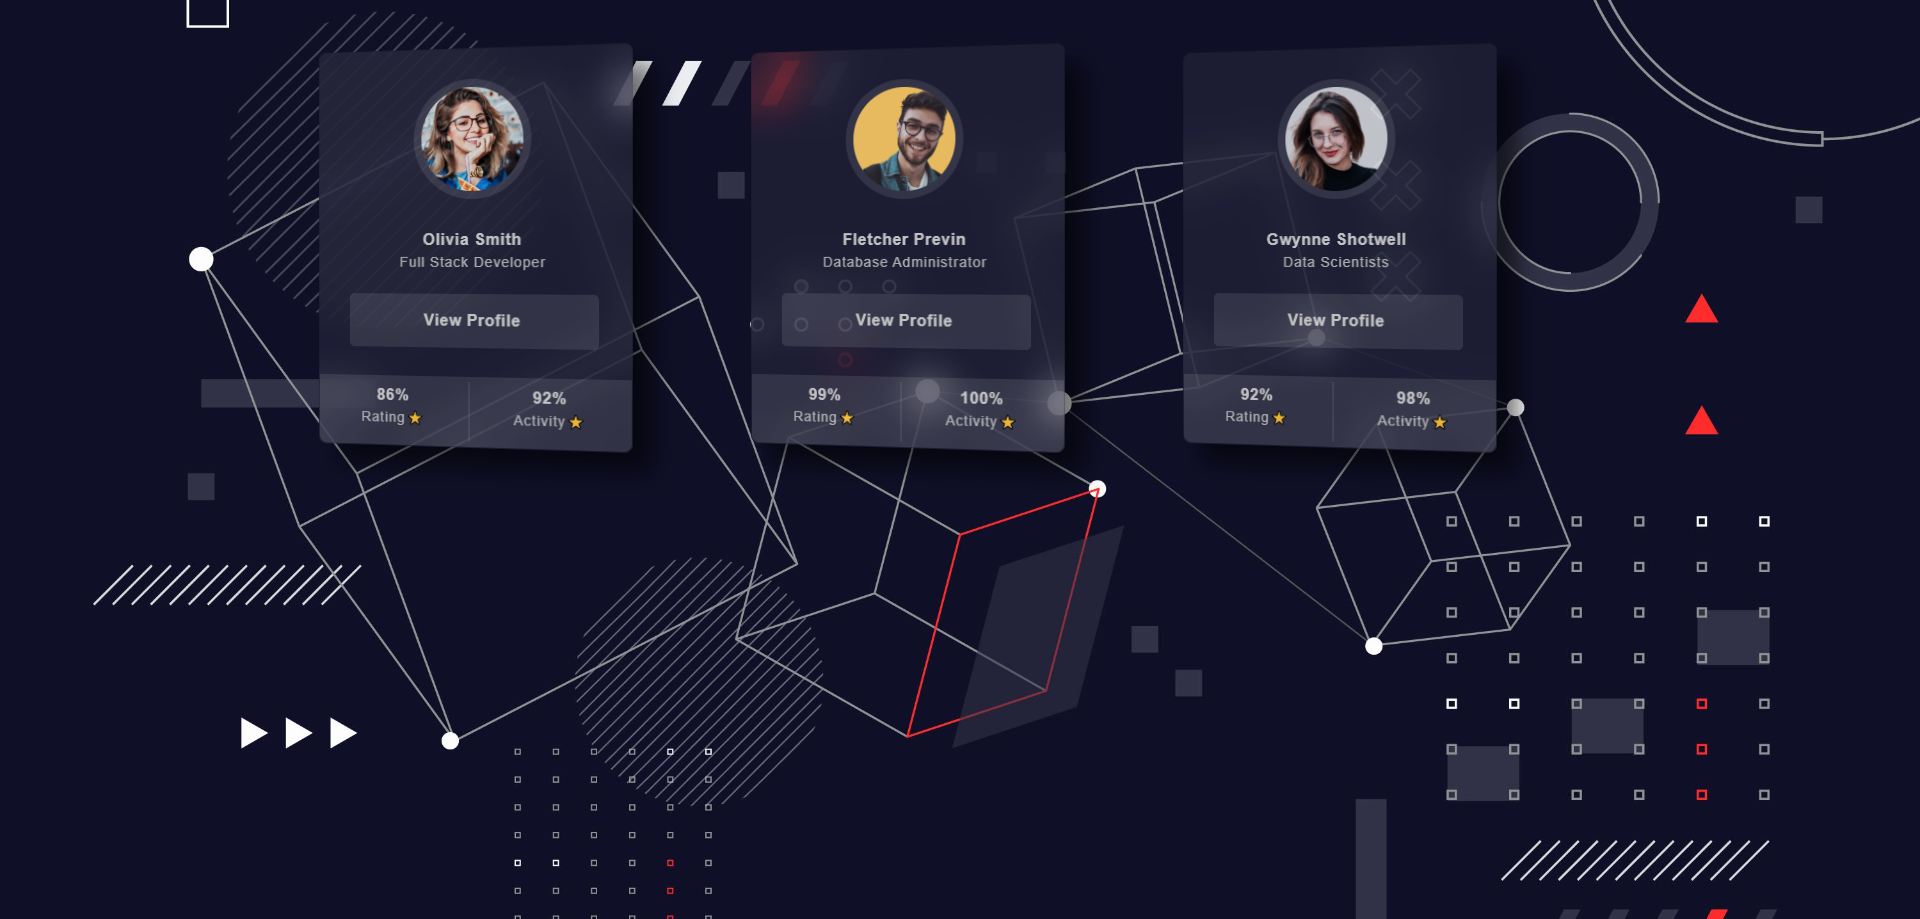 Olivia Smith
Full Stack Developer
View Profile
86%
Rating ⭐
92%
Activity ⭐
Fletcher Previn
Database Administrator
View Profile
99%
Rating ⭐
100%
Activity ⭐
Gwynne Shotwell
Data Scientists
View Profile
92%
Rating ⭐
98%
Activity ⭐